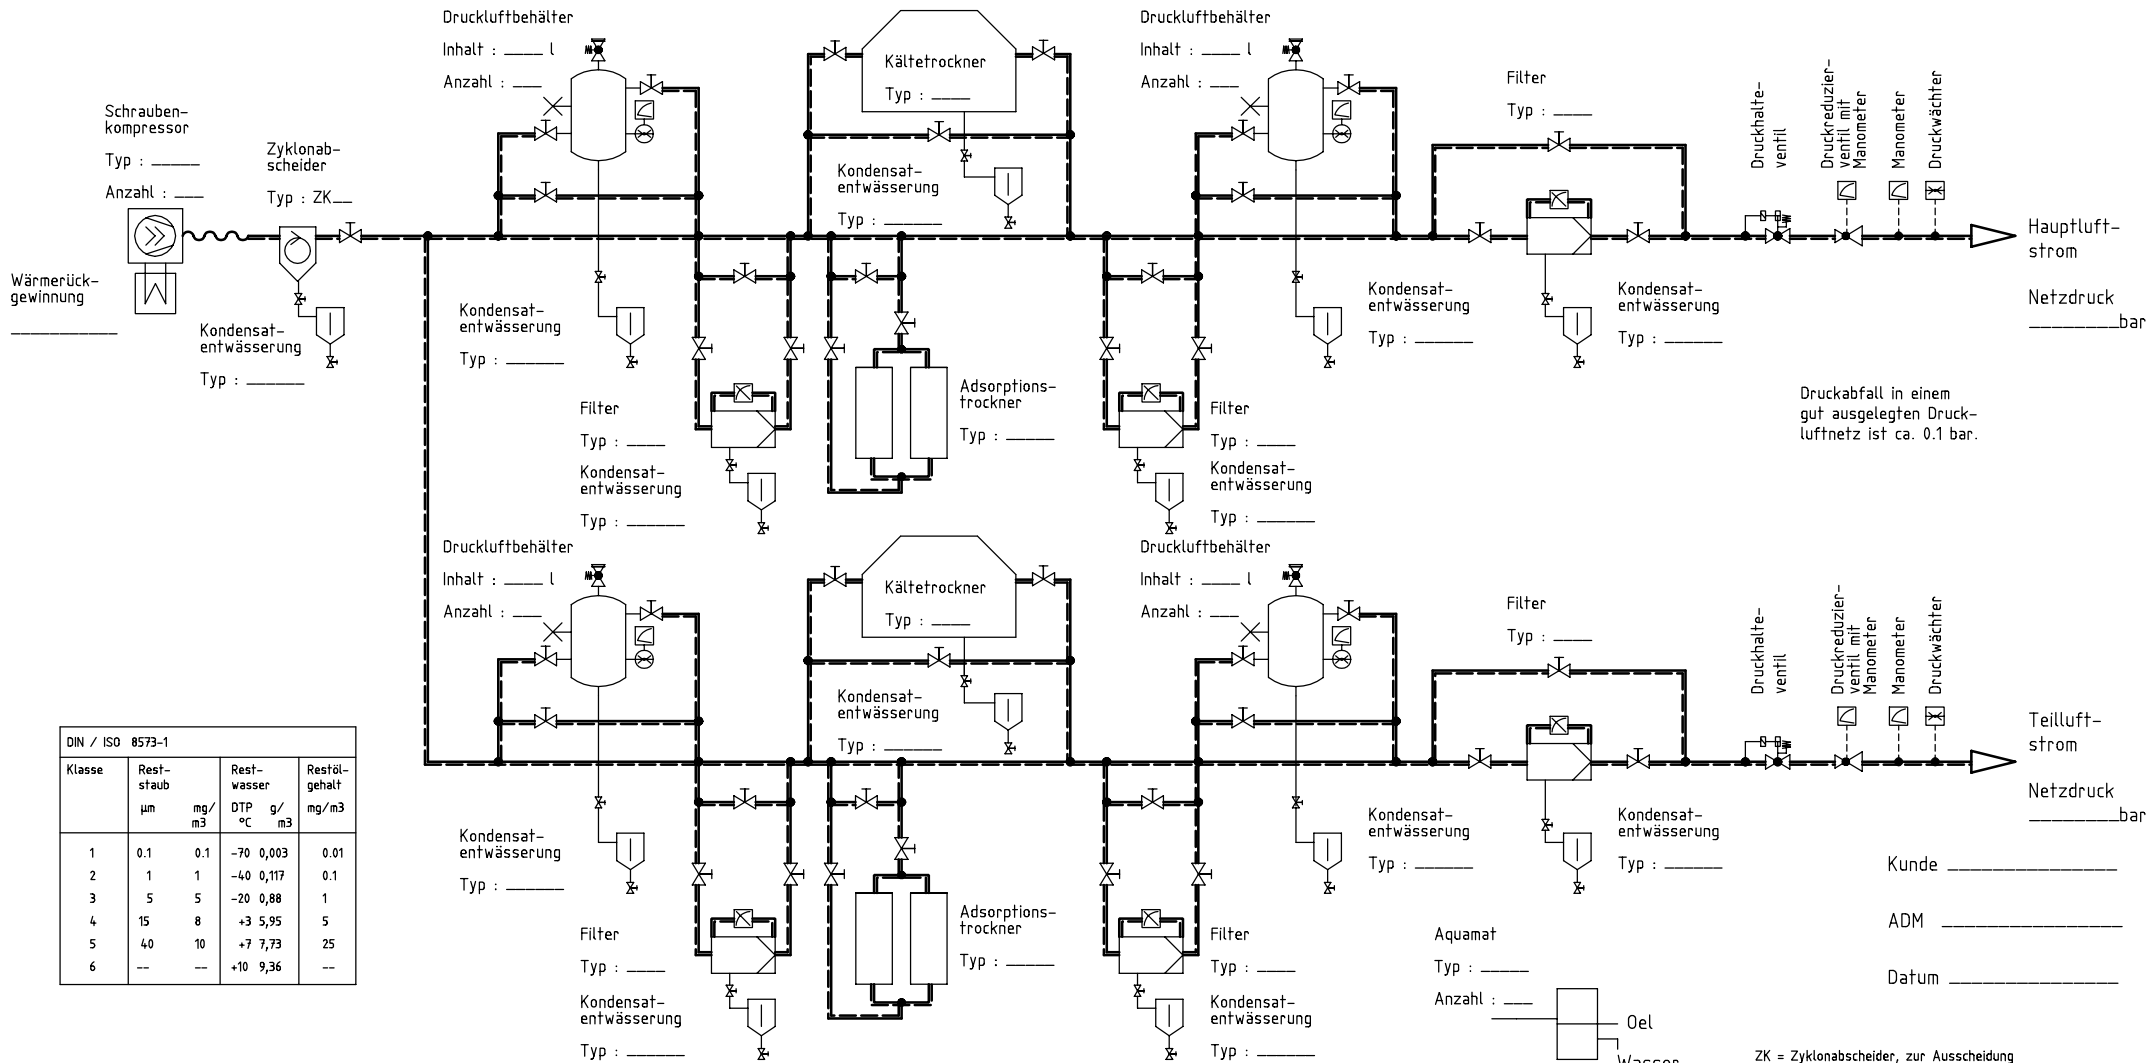 Schrauben-
kompressor
Typ : _____
Anzahl : ___
Wärmerück-
gewinnung
___________
Zyklonab-
scheider
Typ : ZK__
Kondensat-
entwässerung
Typ : ______
Druckluftbehälter
Inhalt : ____ l
Anzahl : ___
Kondensat-
entwässerung
Typ : ______
Filter
Typ : ____
Kondensat-
entwässerung
Typ : ______
Kältetrockner
Typ : ____
Kondensat-
entwässerung
Typ : ______
Adsorptions-
trockner
Typ : _____
Druckluftbehälter
Inhalt : ____ l
Anzahl : ___
Filter
Typ : ____
Kondensat-
entwässerung
Typ : ______
Kondensat-
entwässerung
Typ : ______
Filter
Typ : ____
Kondensat-
entwässerung
Typ : ______
Druckhalte-
ventil
Druckreduzier-
ventil mit
Manometer
Manometer
Druckwächter
Hauptluft-
strom
Netzdruck
________bar
Druckabfall in einem
gut ausgelegten Druck-
luftnetz ist ca. 0.1 bar.
Druckluftbehälter
Inhalt : ____ l
Anzahl : ___
Kondensat-
entwässerung
Typ : ______
Filter
Typ : ____
Kondensat-
entwässerung
Typ : ______
Kältetrockner
Typ : ____
Kondensat-
entwässerung
Typ : ______
Adsorptions-
trockner
Typ : _____
Druckluftbehälter
Inhalt : ____ l
Anzahl : ___
Filter
Typ : ____
Kondensat-
entwässerung
Typ : ______
Kondensat-
entwässerung
Typ : ______
Filter
Typ : ____
Kondensat-
entwässerung
Typ : ______
Druckhalte-
ventil
Druckreduzier-
ventil mit
Manometer
Manometer
Druckwächter
Teilluft-
strom
Netzdruck
________bar
DIN / ISO 8573-1
Klasse Rest- Rest- Restöl-
staub wasser gehalt
µm mg/ DTP g/ mg/m3
m3 °C m3
1 0.1 0.1 -70 0,003 0.01
2 1 1 -40 0,117 0.1
3 5 5 -20 0,88 1
4 15 8 +3 5,95 5
5 40 10 +7 7,73 25
6 -- -- +10 9,36 --
Aquamat
Typ : _____
Anzahl : ___
Oel
Wasser
Kunde _______________
ADM ________________
Datum _______________
ZK = Zyklonabscheider, zur Ausscheidung